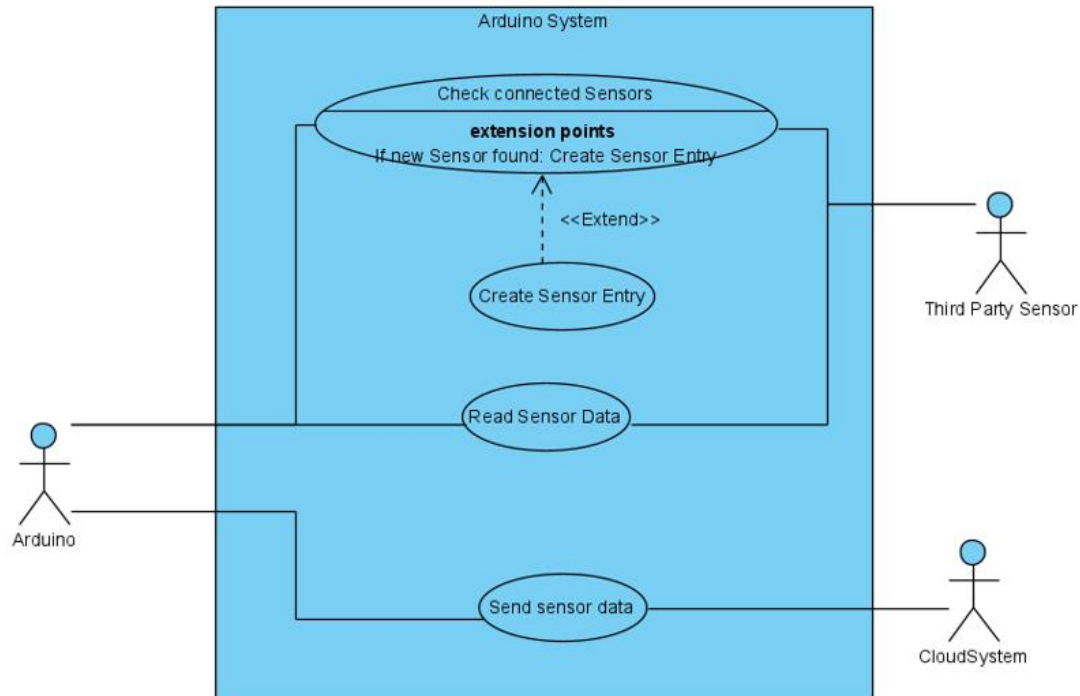 Arduino System
Check connected Sensors
extension points
If new Sensor found: Create Sensor Entry
<<Extend>>
Create Sensor Entry
Third Party Sensor
Read Sensor Data
Arduino
Send sensor data
CloudSystem